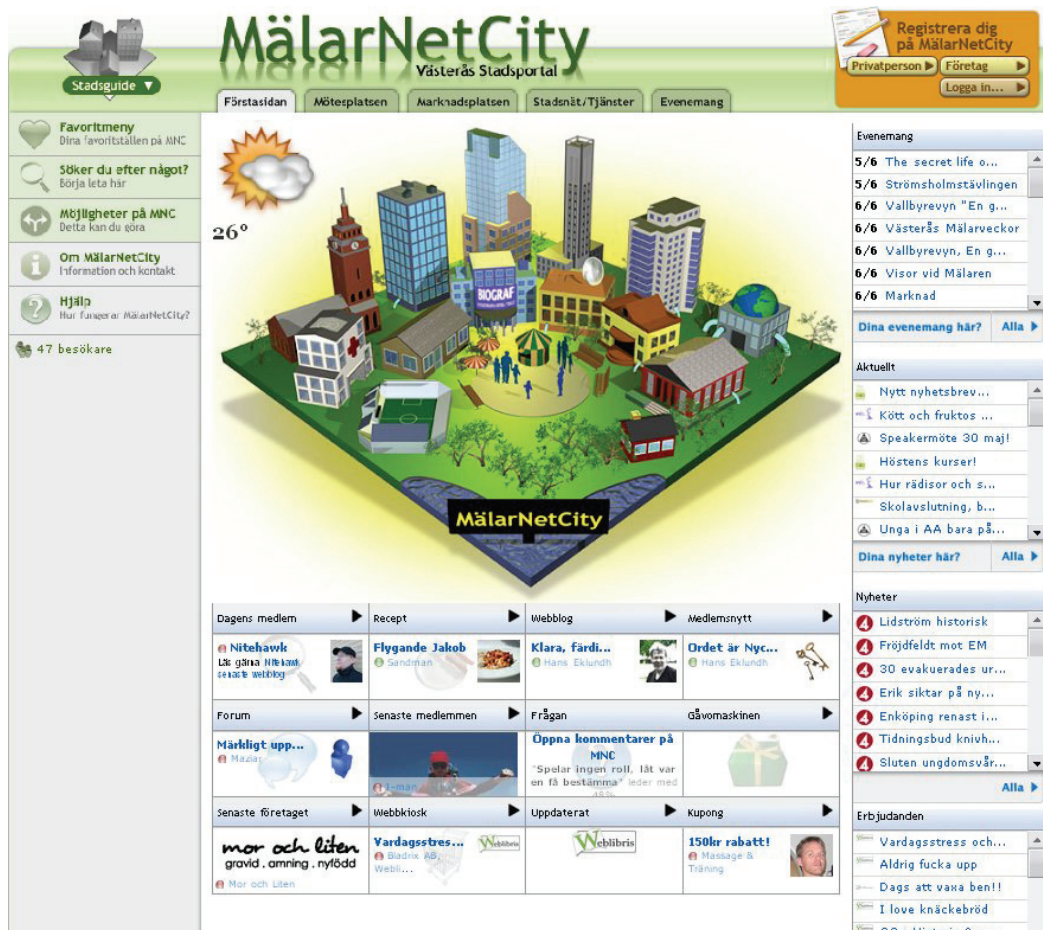 MälarNetCity
Västerås Stadsportal
Stadsguide ▼
Registrera dig
på MälarNetCity
Privatperson Företag
Logga in...
Förstasidan Mötesplatsen Marknadsplatsen Stadsnät/Tjänster Evenemang
Favoritmeny
Dina favoritställen på MNC
Söker du efter något?
Börja leta här
Möjligheter på MNC
Detta kan du göra
Om MälarNetCity
Information och kontakt
Hjälp
Hur fungerar MälarNetCity?
47 besökare
26°
BIOGRAF
MälarNetCity
Evenemang
5/6 The secret life o...
5/6 Strömsholmstävlingen
6/6 Vallbyrevyn "En g...
6/6 Västerås Mälarveckor
6/6 Vallbyrevyn, En g...
6/6 Visor vid Mälaren
6/6 Marknad
Dina evenemang här? Alla
Aktuellt
Nytt nyhetsbrev...
Kött och fruktos ...
Speakermöte 30 maj!
Höstens kurser!
Hur rädisor och s...
Skolavslutning, b...
Unga i AA bara på...
Dina nyheter här? Alla
Nyheter
Lidström historisk
Fröjdfeldt mot EM
30 evakuerades ur...
Erik siktar på ny...
Enköping renast i...
Tidningsbud knivh...
Sluten ungdomsvår...
Alla
Erbjudanden
Vardagsstress och...
Aldrig fucka upp
Dags att vaxa ben!!
I love knäckebröd
Dagens medlem Recept Webblog Medlemsnytt
Nitehawk
Läs gärna Nitehawk
senaste webblog
Flygande Jakob
Sandman
Klara, färdi...
Hans Eklundh
Ordet är Nyc...
Hans Eklundh
Forum Senaste medlemmen Frågan Gåvomaskinen
Märkligt upp...
Maziar
I-man
Öppna kommentarer på
MNC
"Spelar ingen roll, låt var
en få bestämma" leder med
48%
Senaste företaget Webbkiosk Uppdaterat Kupong
mor och liten
gravid . amning . nyfödd
Mor och Liten
Vardagsstres...
Bladrix AB,
Webli...
Weblibris
Weblibris
150kr rabatt!
Massage &
Träning